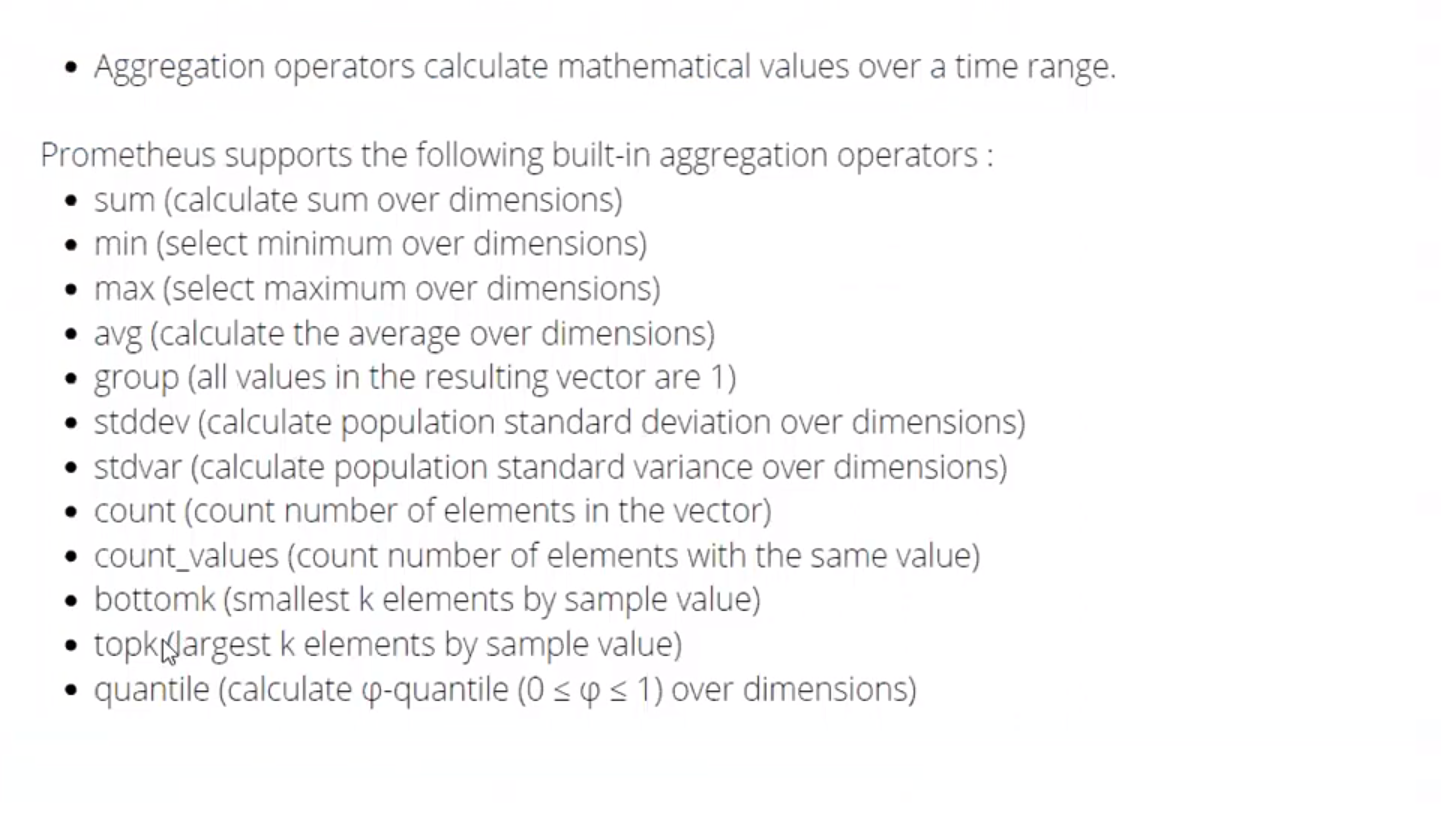 • Aggregation operators calculate mathematical values over a time range.
Prometheus supports the following built-in aggregation operators :
• sum (calculate sum over dimensions)
• min (select minimum over dimensions)
• max (select maximum over dimensions)
• avg (calculate the average over dimensions)
• group (all values in the resulting vector are 1)
• stddev (calculate population standard deviation over dimensions)
• stdvar (calculate population standard variance over dimensions)
• count (count number of elements in the vector)
• count_values (count number of elements with the same value)
• bottomk (smallest k elements by sample value)
• topk (largest k elements by sample value)
• quantile (calculate φ-quantile (0 ≤ φ ≤ 1) over dimensions)